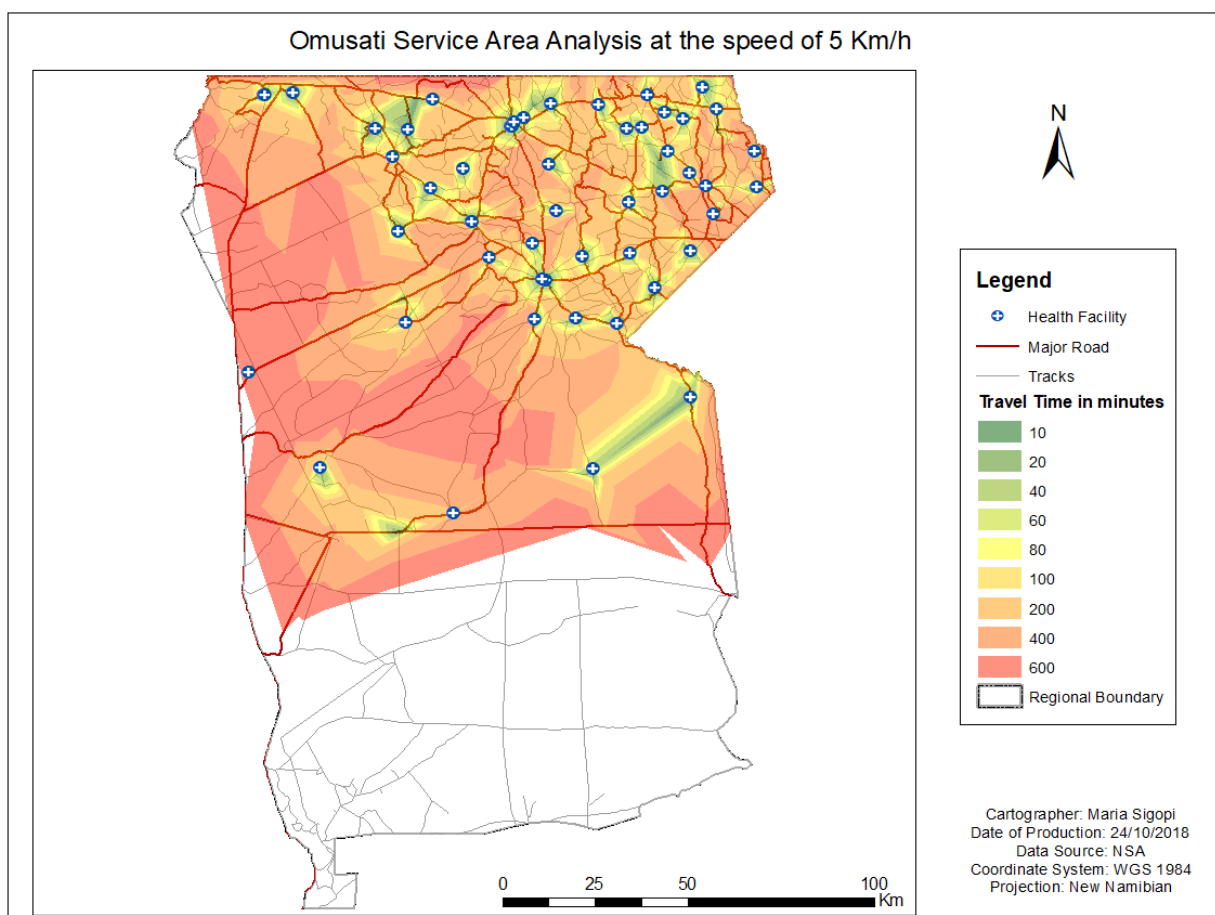 Omusati Service Area Analysis at the speed of 5 Km/h
N
Legend
Health Facility
Major Road
Tracks
Travel Time in minutes
10
20
40
60
80
100
200
400
600
Regional Boundary
Cartographer: Maria Sigopi
Date of Production: 24/10/2018
Data Source: NSA
Coordinate System: WGS 1984
Projection: New Namibian
0 25 50 100
Km